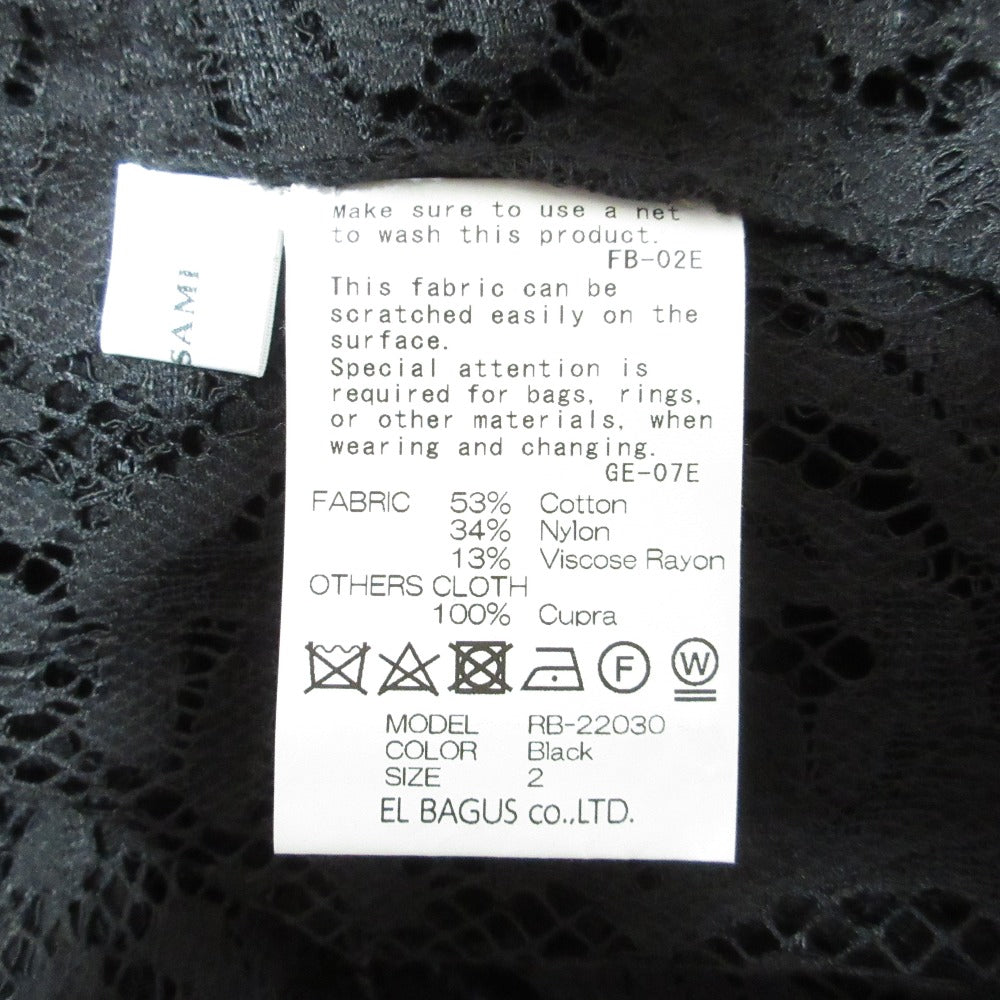 SAMI
Make sure to use a net
to wash this product.
FB-02E
This fabric can be
scratched easily on the
surface.
Special attention is
required for bags, rings,
or other materials, when
wearing and changing.
GE-07E
FABRIC 53% Cotton
34% Nylon
13% Viscose Rayon
OTHERS CLOTH
100% Cupra
F W
MODEL RB-22030
COLOR Black
SIZE 2
EL BAGUS co.,LTD.